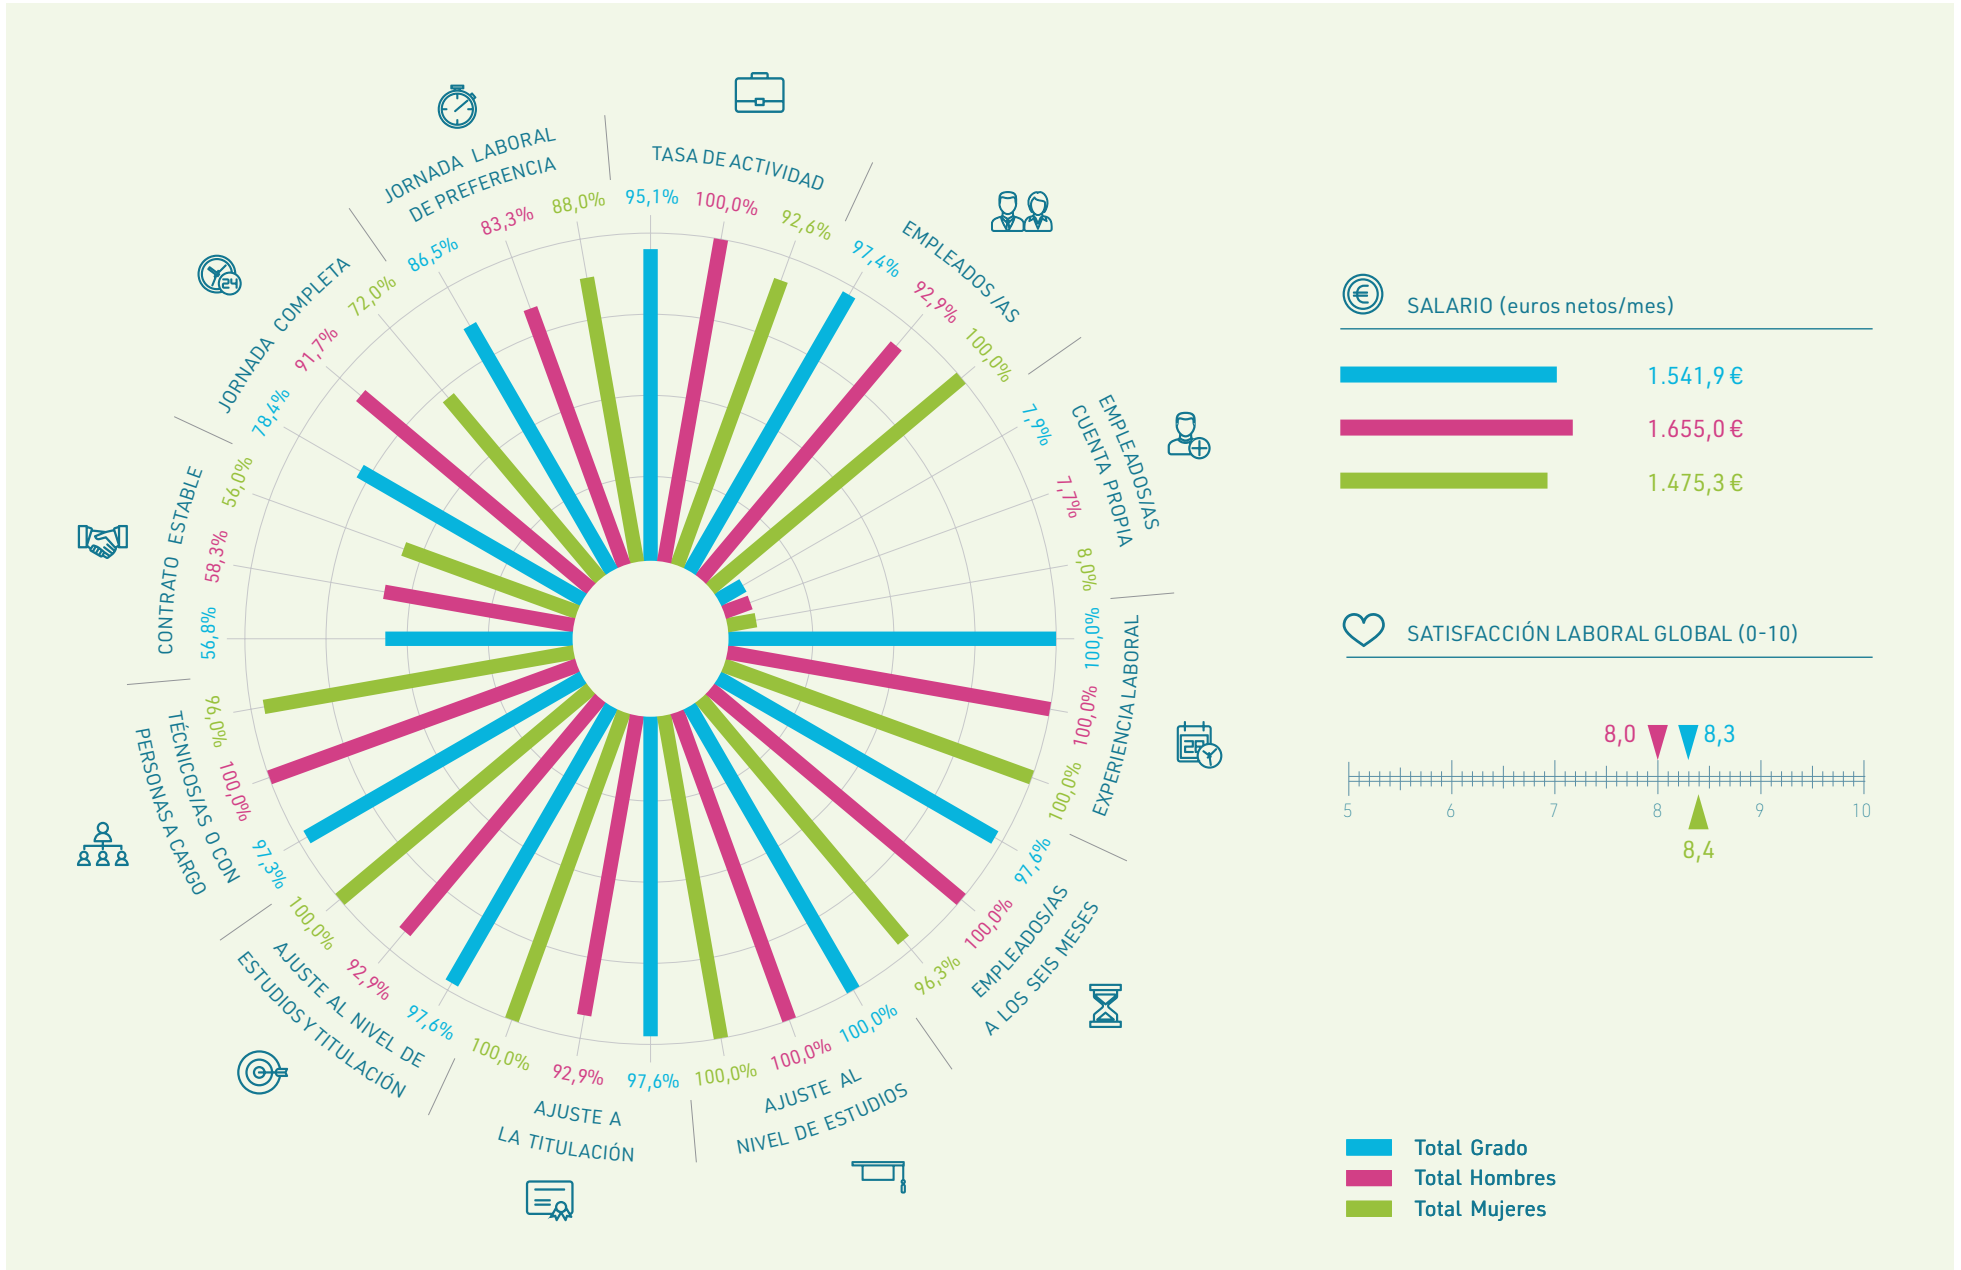 TASA DE ACTIVIDAD
95,1%
100,0%
92,6%
EMPLEADOS /AS
97,4%
92,9%
100,0%
EMPLEADOS/AS
CUENTA PROPIA
7,9%
7,7%
8,0%
EXPERIENCIA LABORAL
100,0%
100,0%
100,0%
EMPLEADOS/AS
A LOS SEIS MESES
97,6%
100,0%
96,3%
AJUSTE AL
NIVEL DE ESTUDIOS
100,0%
100,0%
100,0%
AJUSTE A
LA TITULACIÓN
97,6%
92,9%
100,0%
AJUSTE AL NIVEL DE
ESTUDIOS Y TITULACIÓN
97,6%
92,9%
100,0%
TÉCNICOS/AS O CON
PERSONAS A CARGO
97,3%
100,0%
96,0%
CONTRATO ESTABLE
56,8%
58,3%
56,0%
JORNADA COMPLETA
24
78,4%
91,7%
72,0%
JORNADA LABORAL
DE PREFERENCIA
86,5%
83,3%
88,0%
SALARIO (euros netos/mes)
1.541,9 €
1.655,0 €
1.475,3 €
SATISFACCIÓN LABORAL GLOBAL (0-10)
8,0 8,3
5 6 7 8 9 10
8,4
Total Grado
Total Hombres
Total Mujeres